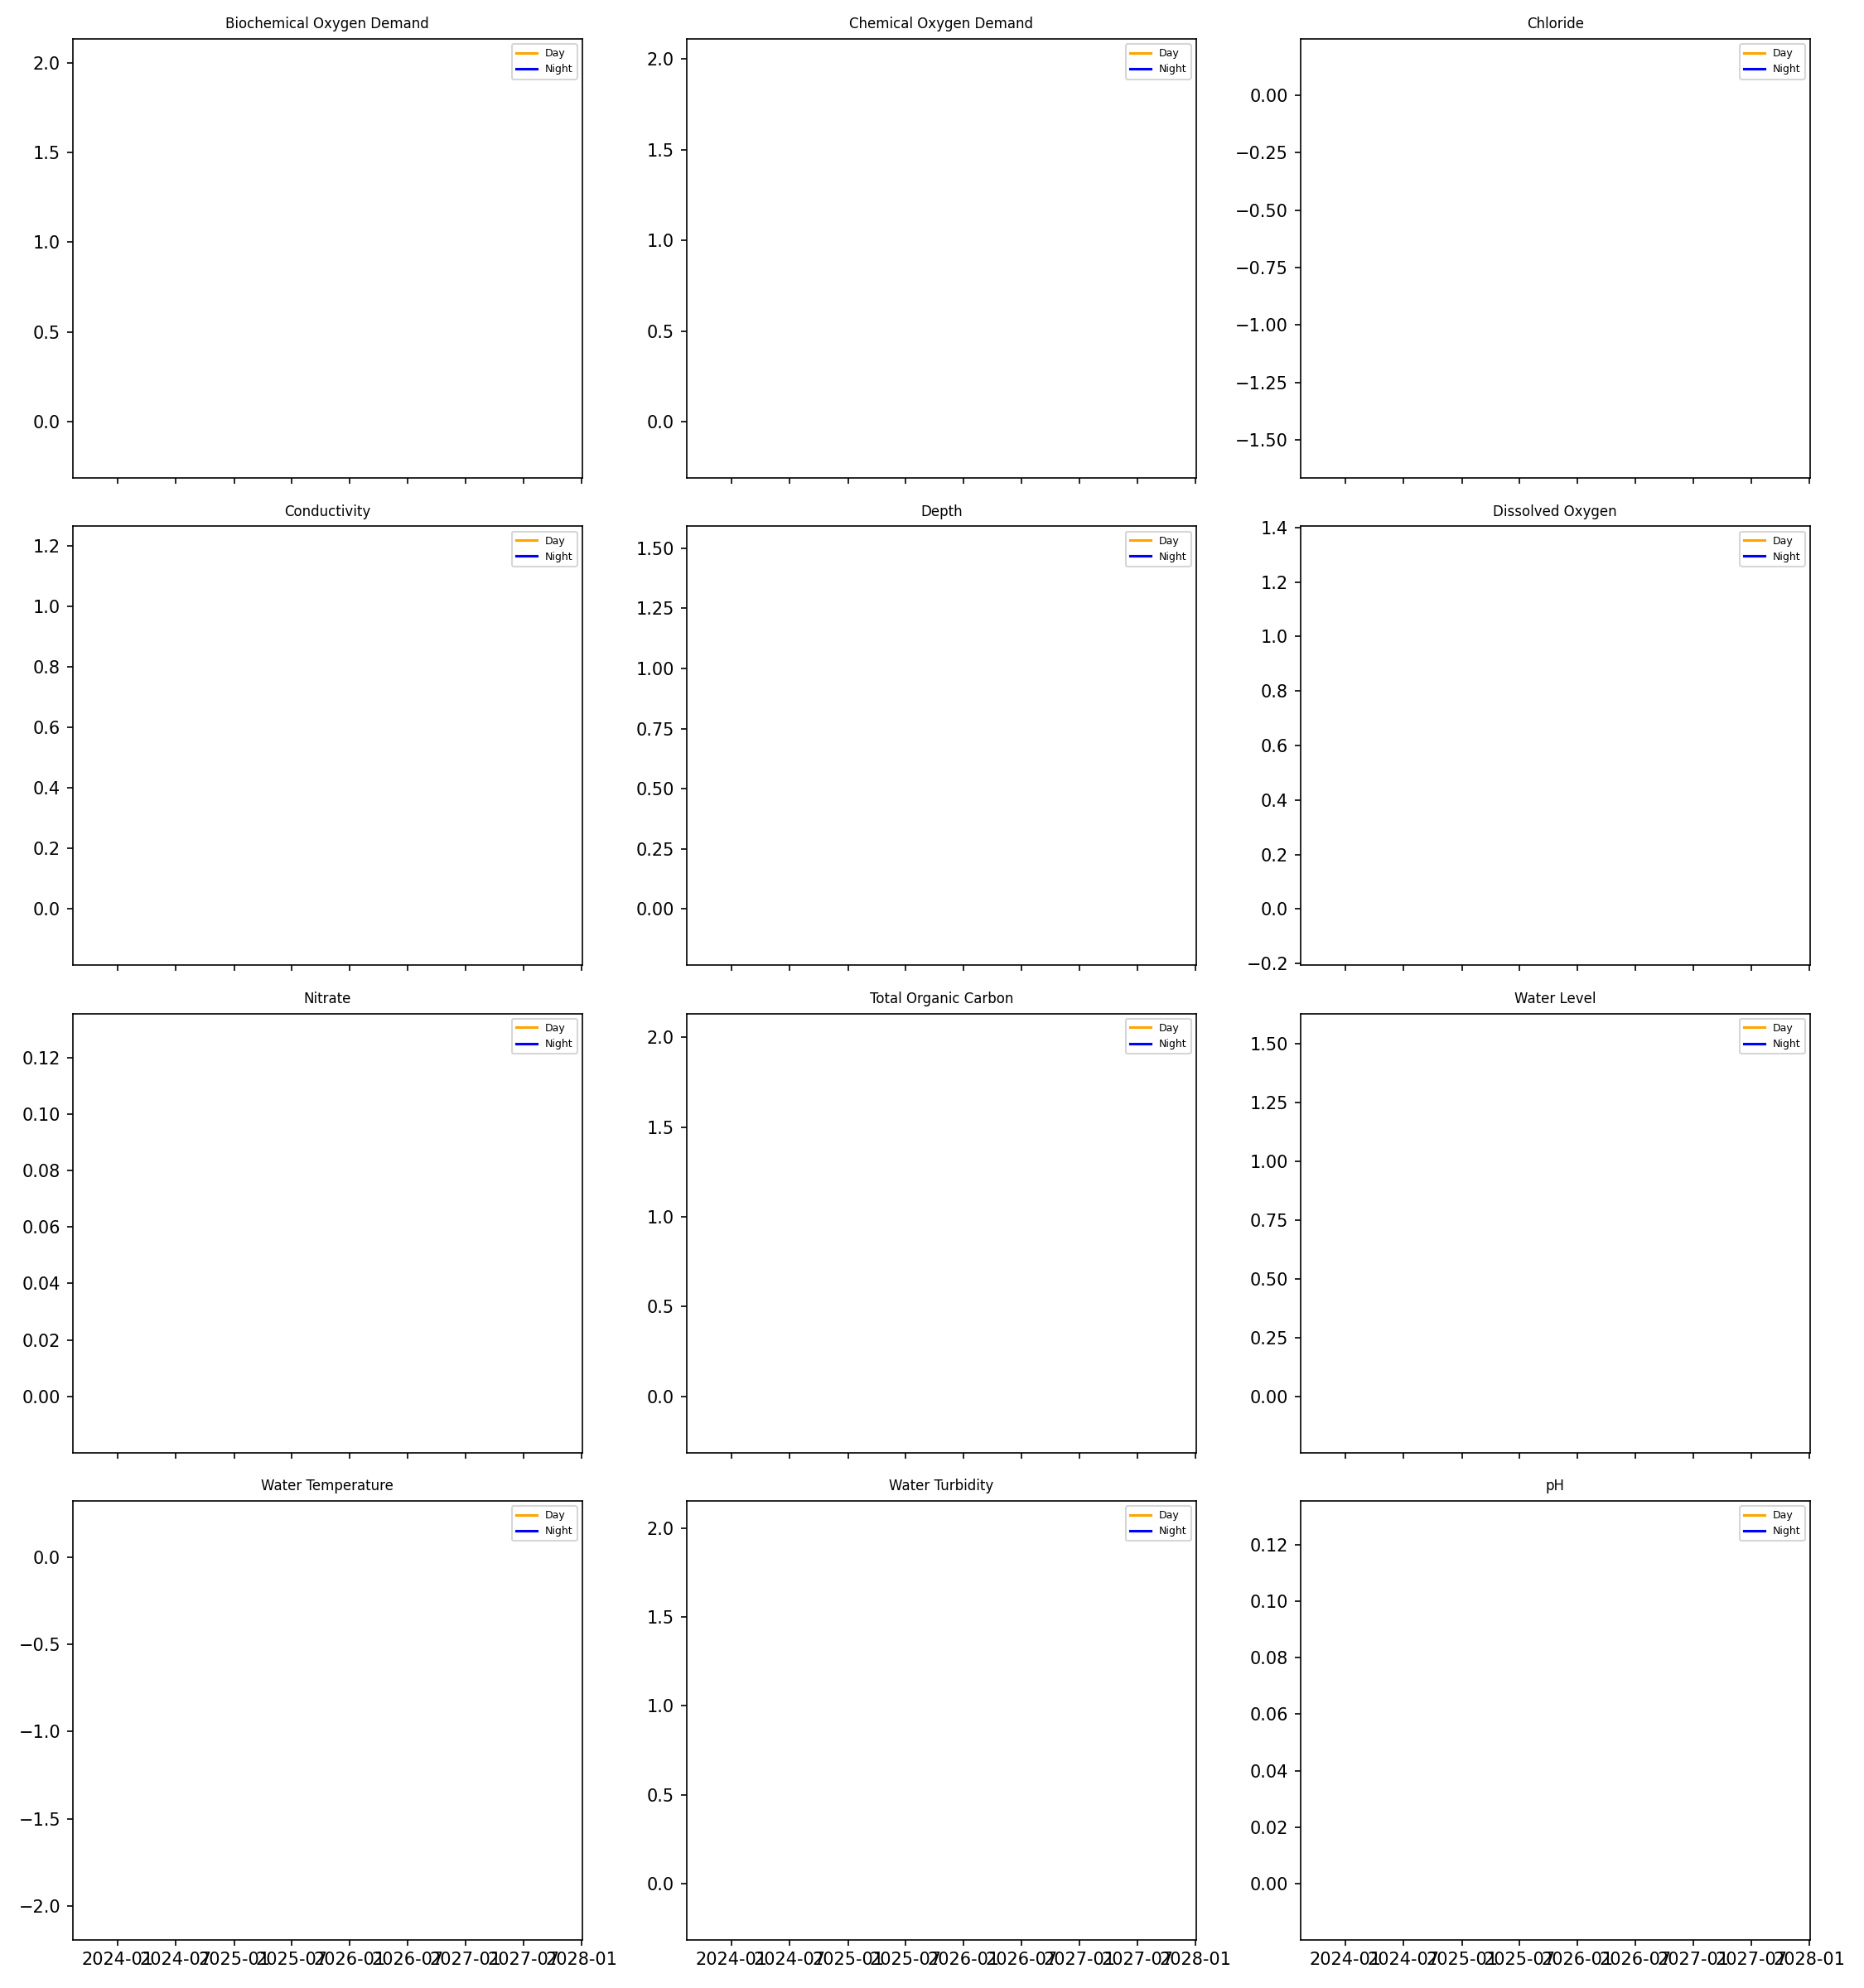 Biochemical Oxygen Demand
2.0
1.5
1.0
0.5
0.0
Day
Night
Chemical Oxygen Demand
2.0
1.5
1.0
0.5
0.0
Day
Night
Chloride
0.00
−0.25
−0.50
−0.75
−1.00
−1.25
−1.50
Day
Night
Conductivity
1.2
1.0
0.8
0.6
0.4
0.2
0.0
Day
Night
Depth
1.50
1.25
1.00
0.75
0.50
0.25
0.00
Day
Night
Dissolved Oxygen
1.4
1.2
1.0
0.8
0.6
0.4
0.2
0.0
−0.2
Day
Night
Nitrate
0.12
0.10
0.08
0.06
0.04
0.02
0.00
Day
Night
Total Organic Carbon
2.0
1.5
1.0
0.5
0.0
Day
Night
Water Level
1.50
1.25
1.00
0.75
0.50
0.25
0.00
Day
Night
Water Temperature
0.0
−0.5
−1.0
−1.5
−2.0
Day
Night
2024-01 2024-07 2025-01 2025-07 2026-01 2026-07 2027-01 2027-07 2028-01
Water Turbidity
2.0
1.5
1.0
0.5
0.0
Day
Night
2024-01 2024-07 2025-01 2025-07 2026-01 2026-07 2027-01 2027-07 2028-01
pH
0.12
0.10
0.08
0.06
0.04
0.02
0.00
Day
Night
2024-01 2024-07 2025-01 2025-07 2026-01 2026-07 2027-01 2027-07 2028-01